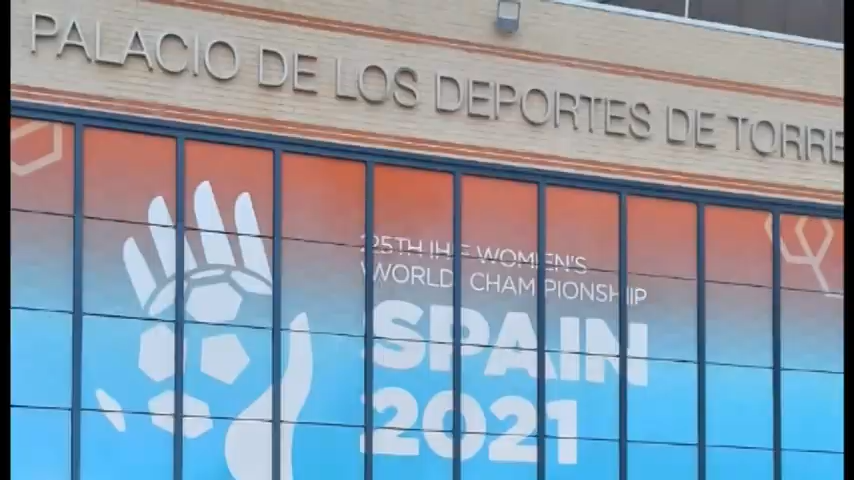 PALACIO DE LOS DEPORTES DE TORRE
25TH IHF WOMEN'S
WORLD CHAMPIONSHIP
SPAIN
2021